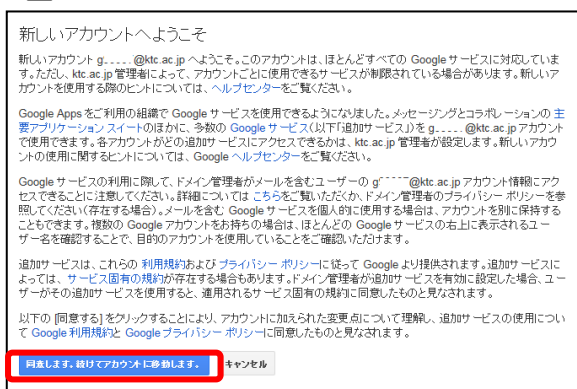 新しいアカウントへようこそ
新しいアカウント g.....@ktc.ac.jp へようこそ。このアカウントは、ほとんどすべての Google サービスに対応していま
す。ただし、ktc.ac.jp 管理者によって、アカウントごとに使用できるサービスが制限されている場合があります。新しいア
カウントを使用する際のヒントについては、ヘルプセンターをご覧ください。
Google Apps をご利用の組織で Google サービスを使用できるようになりました。メッセージングとコラボレーションの 主
要アプリケーション スイートのほかに、多数の Google サービス（以下「追加サービス」）を g.....@ktc.ac.jp アカウント
で使用できます。各アカウントがどの追加サービスにアクセスできるかは、ktc.ac.jp 管理者が設定します。新しいアカウ
ントの使用に関するヒントについては、Google ヘルプセンターをご覧ください。
Google サービスの利用に際して、ドメイン管理者がメールを含むユーザーの g@ktc.ac.jp アカウント情報にアク
セスできることに注意してください。詳細については こちらをご覧いただくか、ドメイン管理者のプライバシー ポリシーを参
照してください（存在する場合）。メールを含む Google サービスを個人的に使用する場合は、アカウントを別に保持する
こともできます。複数の Google アカウントをお持ちの場合は、ほとんどの Google サービスの右上に表示されるユー
ザー名を確認することで、目的のアカウントを使用していることをご確認いただけます。
追加サービスは、これらの 利用規約および プライバシー ポリシーに従って Google より提供されます。追加サービスに
よっては、サービス固有の規約が存在する場合もあります。ドメイン管理者が追加サービスを有効に設定した場合、ユー
ザーがその追加サービスを使用すると、適用されるサービス固有の規約に同意したものと見なされます。
以下の [同意する] をクリックすることにより、アカウントに加えられた変更点について理解し、追加サービスの使用につい
て Google 利用規約と Google プライバシー ポリシーに同意したものと見なされます。
同意します。続けてアカウントに移動します。 キャンセル